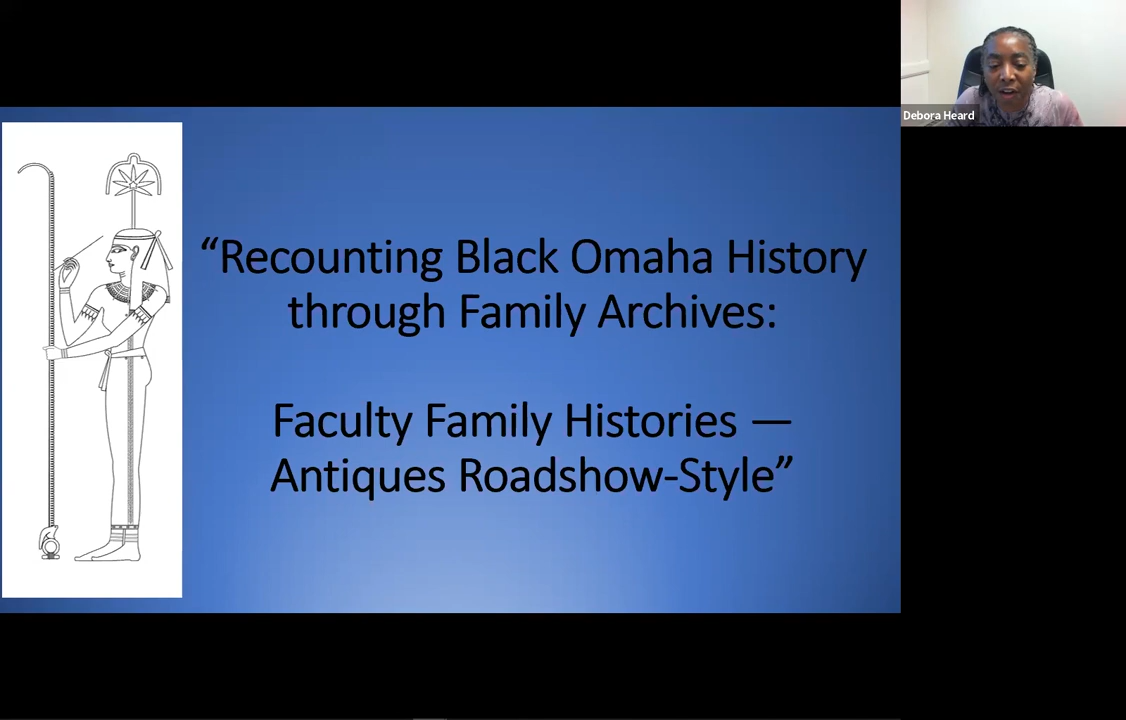 Debora Heard
“Recounting Black Omaha History
through Family Archives:
Faculty Family Histories —
Antiques Roadshow-Style”